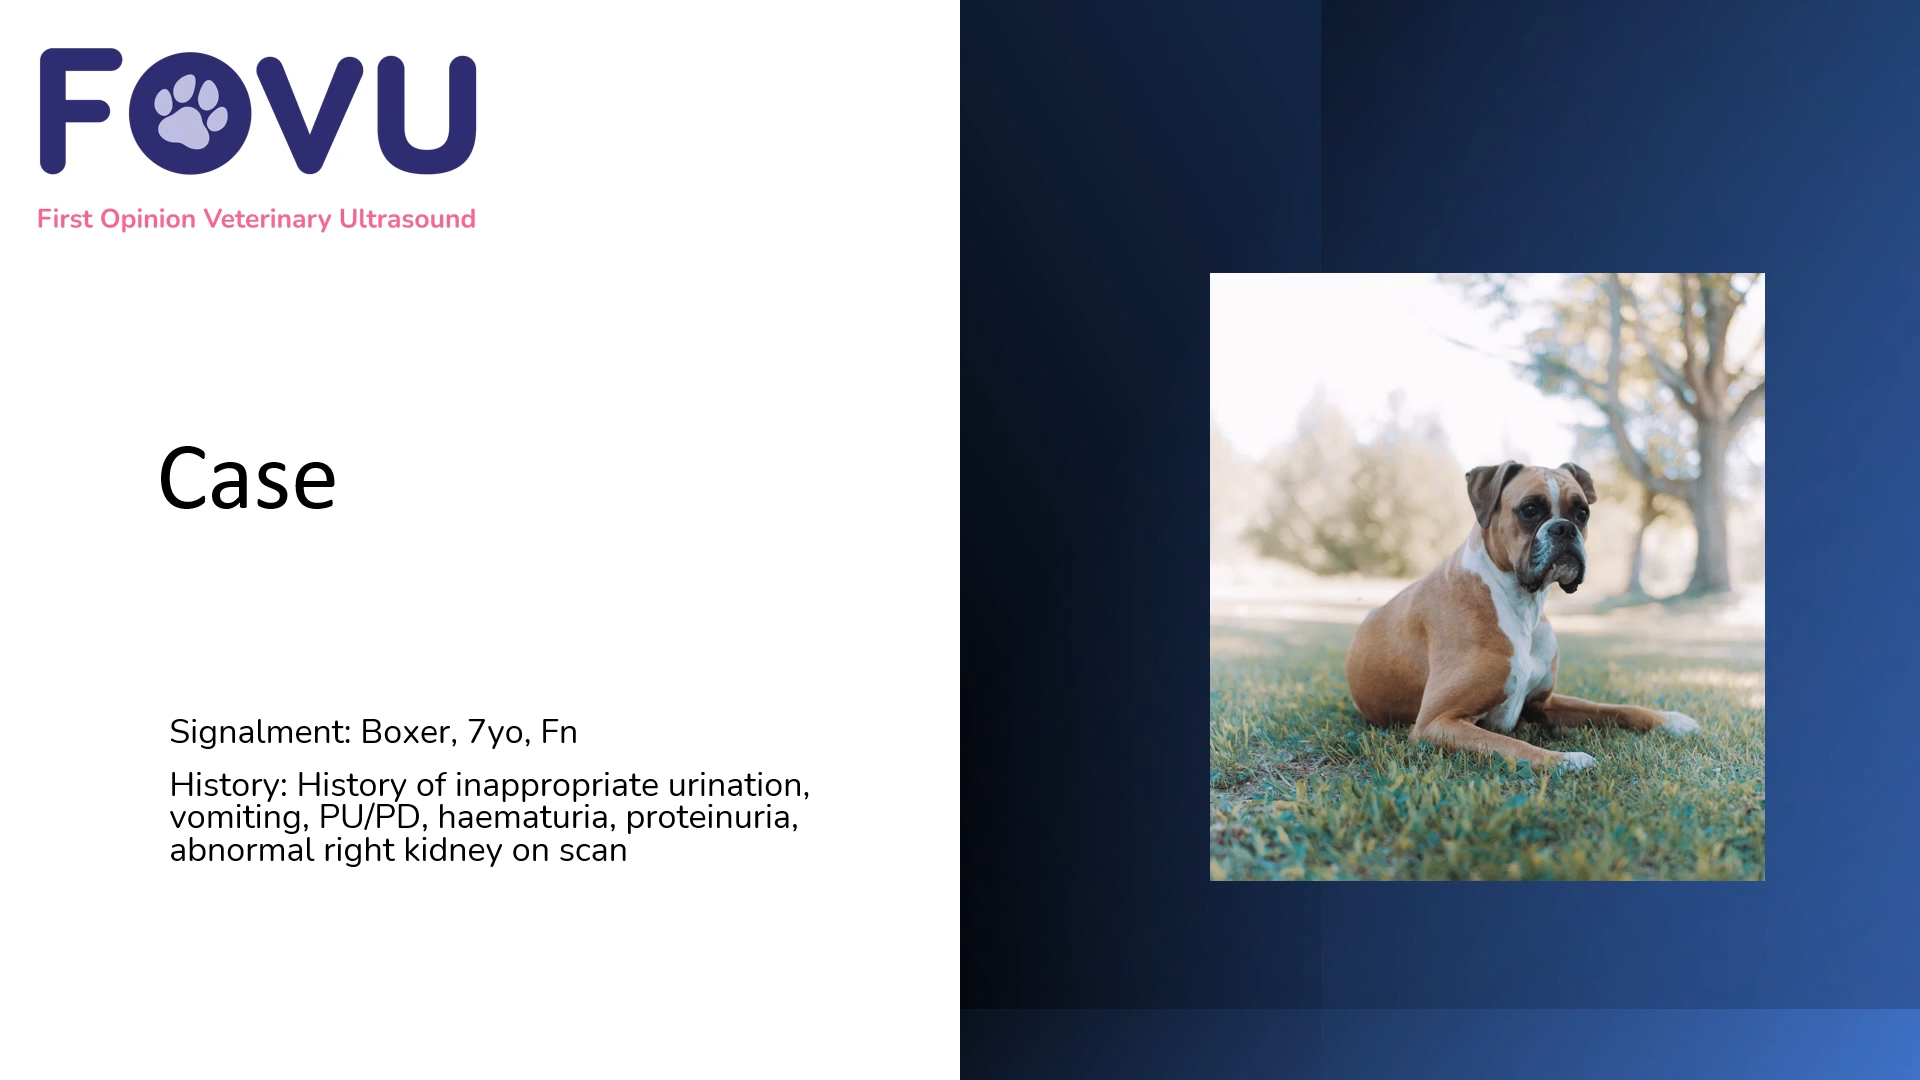 FOVU
First Opinion Veterinary Ultrasound
Case
Signalment: Boxer, 7yo, Fn
History: History of inappropriate urination,
vomiting, PU/PD, haematuria, proteinuria,
abnormal right kidney on scan